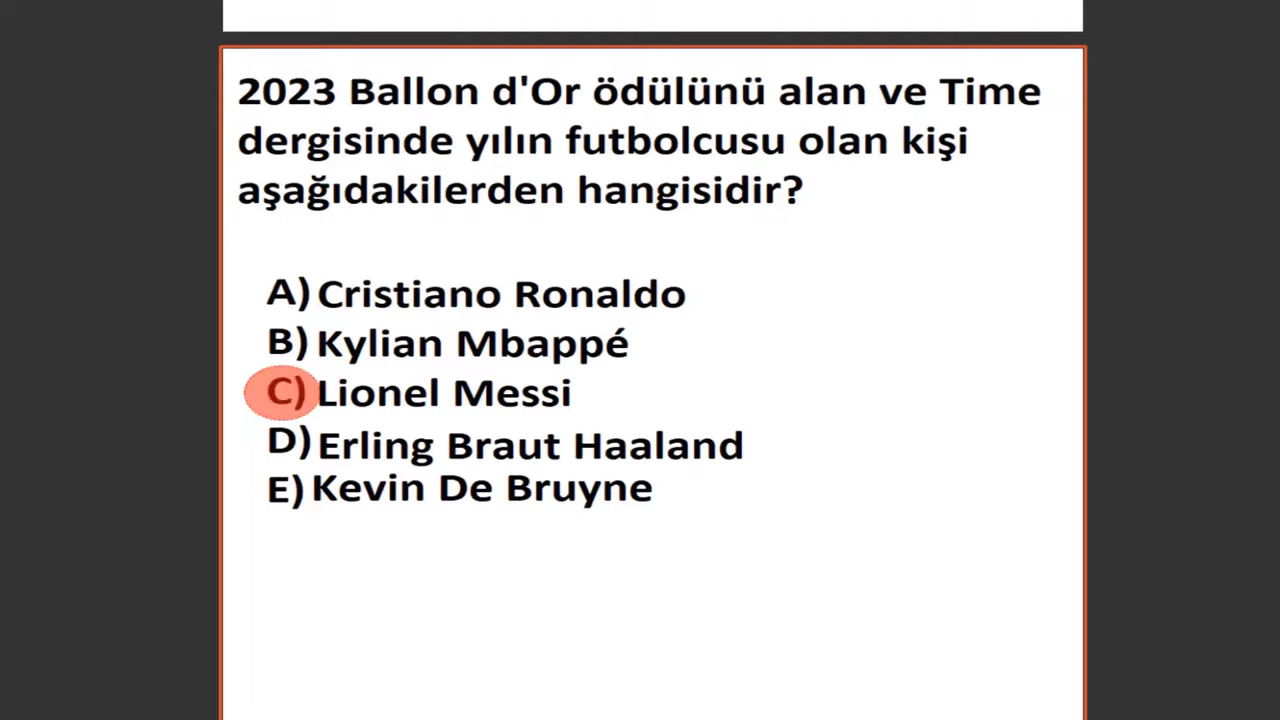 2023 Ballon d'Or ödülünü alan ve Time
dergisinde yılın futbolcusu olan kişi
aşağıdakilerden hangisidir?
A) Cristiano Ronaldo
B) Kylian Mbappé
C) Lionel Messi
D) Erling Braut Haaland
E) Kevin De Bruyne